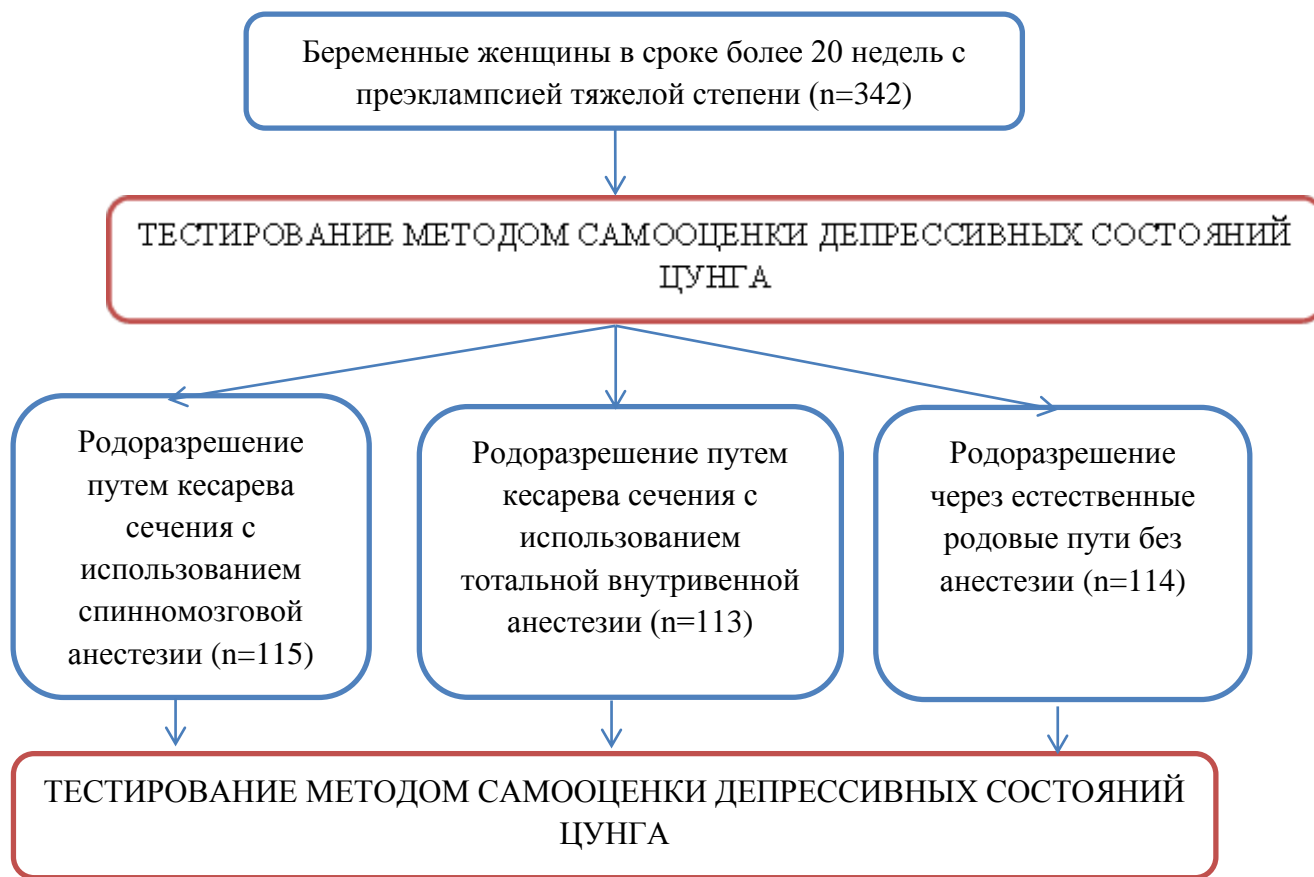 Беременные женщины в сроке более 20 недель с
преэклампсией тяжелой степени (n=342)
ТЕСТИРОВАНИЕ МЕТОДОМ САМООЦЕНКИ ДЕПРЕССИВНЫХ СОСТОЯНИЙ
ЦУНГА
Родоразрешение
путем кесарева
сечения с
использованием
спинномозговой
анестезии (n=115)
Родоразрешение путем
кесарева сечения с
использованием
тотальной внутривенной
анестезии (n=113)
Родоразрешение
через естественные
родовые пути без
анестезии (n=114)
ТЕСТИРОВАНИЕ МЕТОДОМ САМООЦЕНКИ ДЕПРЕССИВНЫХ СОСТОЯНИЙ
ЦУНГА